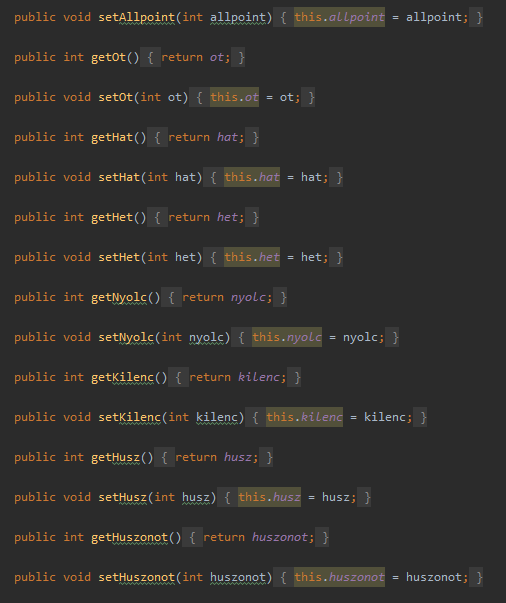 public void setAllpoint(int allpoint) { this.allpoint = allpoint; }
public int getOt() { return ot; }
public void setOt(int ot) { this.ot = ot; }
public int getHat() { return hat; }
public void setHat(int hat) { this.hat = hat; }
public int getHet() { return het; }
public void setHet(int het) { this.het = het; }
public int getNyolc() { return nyolc; }
public void setNyolc(int nyolc) { this.nyolc = nyolc; }
public int getKilenc() { return kilenc; }
public void setKilenc(int kilenc) { this.kilenc = kilenc; }
public int getHusz() { return husz; }
public void setHusz(int husz) { this.husz = husz; }
public int getHuszonot() { return huszonot; }
public void setHuszonot(int huszonot) { this.huszonot = huszonot; }